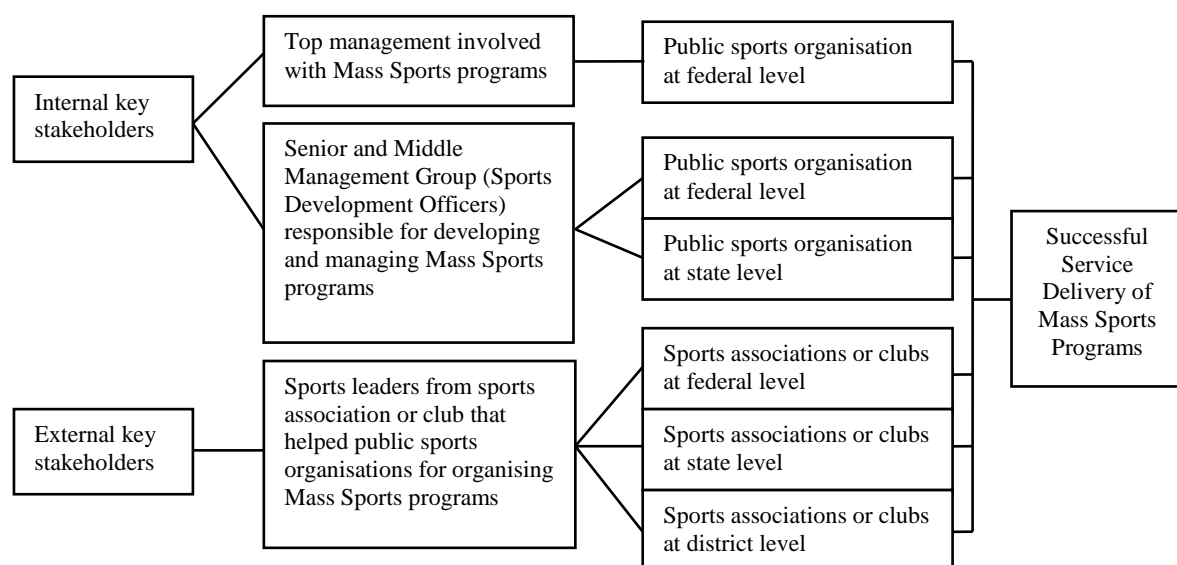 Internal key
stakeholders
Top management involved
with Mass Sports programs
Public sports organisation
at federal level
Senior and Middle
Management Group (Sports
Development Officers)
responsible for developing
and managing Mass Sports
programs
Public sports organisation
at federal level
Public sports organisation
at state level
External key
stakeholders
Sports leaders from sports
association or club that
helped public sports
organisations for organising
Mass Sports programs
Sports associations or clubs
at federal level
Sports associations or clubs
at state level
Sports associations or clubs
at district level
Successful
Service
Delivery of
Mass Sports
Programs